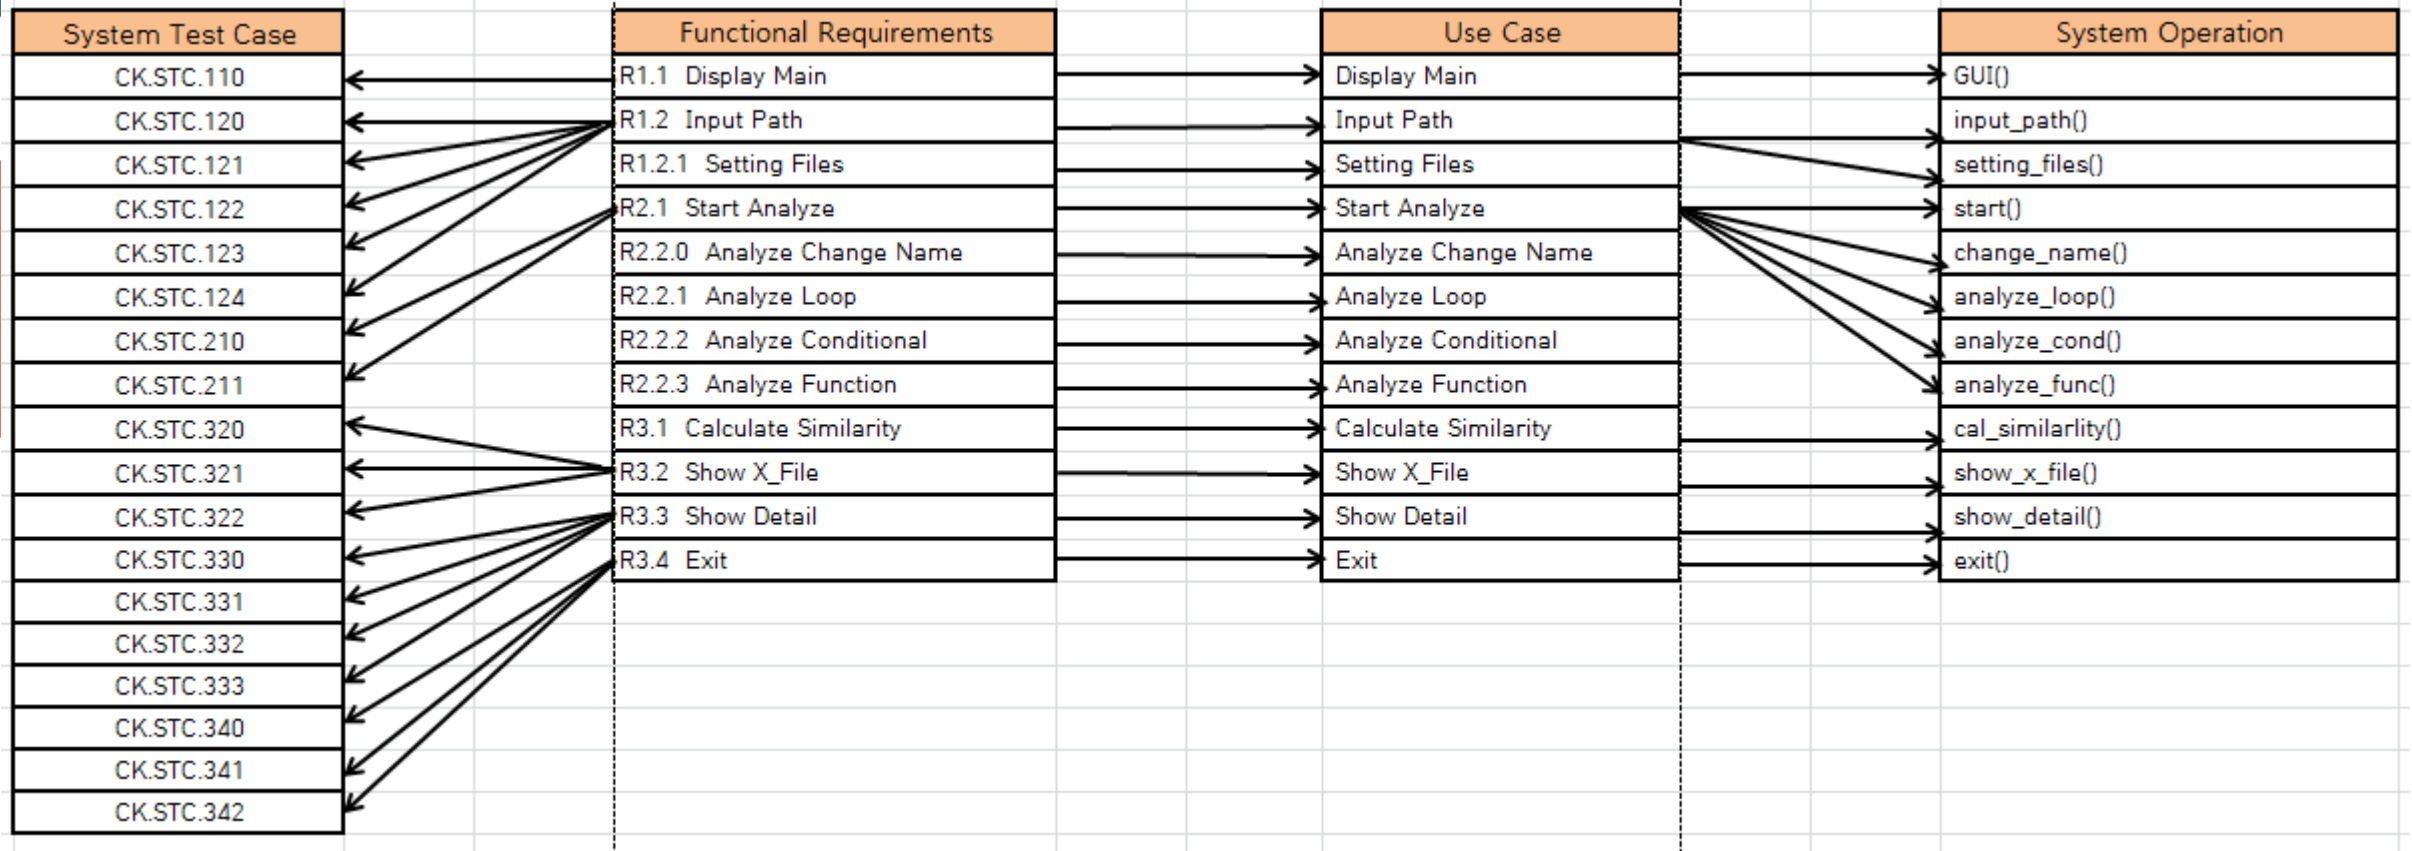 System Test Case
CK.STC.110
CK.STC.120
CK.STC.121
CK.STC.122
CK.STC.123
CK.STC.124
CK.STC.210
CK.STC.211
CK.STC.320
CK.STC.321
CK.STC.322
CK.STC.330
CK.STC.331
CK.STC.332
CK.STC.333
CK.STC.340
CK.STC.341
CK.STC.342
Functional Requirements
R1.1 Display Main
R1.2 Input Path
R1.2.1 Setting Files
R2.1 Start Analyze
R2.2.0 Analyze Change Name
R2.2.1 Analyze Loop
R2.2.2 Analyze Conditional
R2.2.3 Analyze Function
R3.1 Calculate Similarity
R3.2 Show X_File
R3.3 Show Detail
R3.4 Exit
Use Case
Display Main
Input Path
Setting Files
Start Analyze
Analyze Change Name
Analyze Loop
Analyze Conditional
Analyze Function
Calculate Similarity
Show X_File
Show Detail
Exit
System Operation
GUI()
input_path()
setting_files()
start()
change_name()
analyze_loop()
analyze_cond()
analyze_func()
cal_similarlity()
show_x_file()
show_detail()
exit()